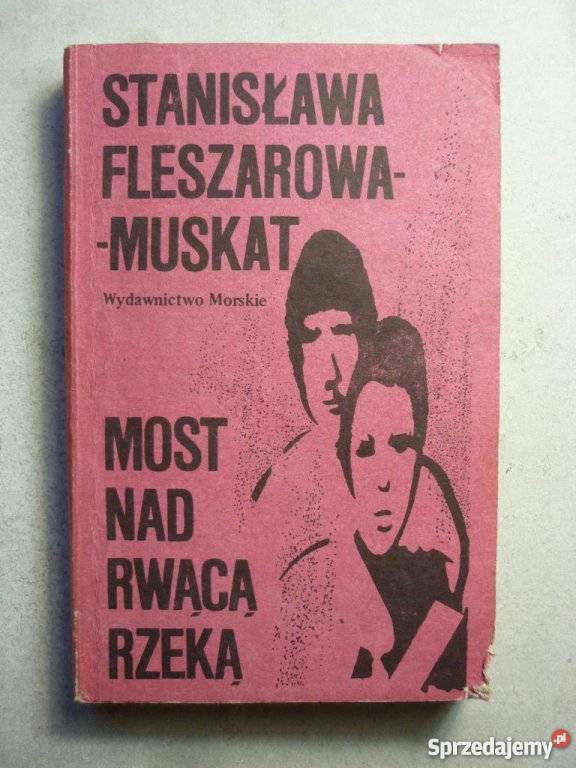 STANISŁAWA
FLESZAROWA-
-MUSKAT
Wydawnictwo Morskie
MOST
NAD
RWĄCĄ
RZEKĄ
Sprzedajemy.pl